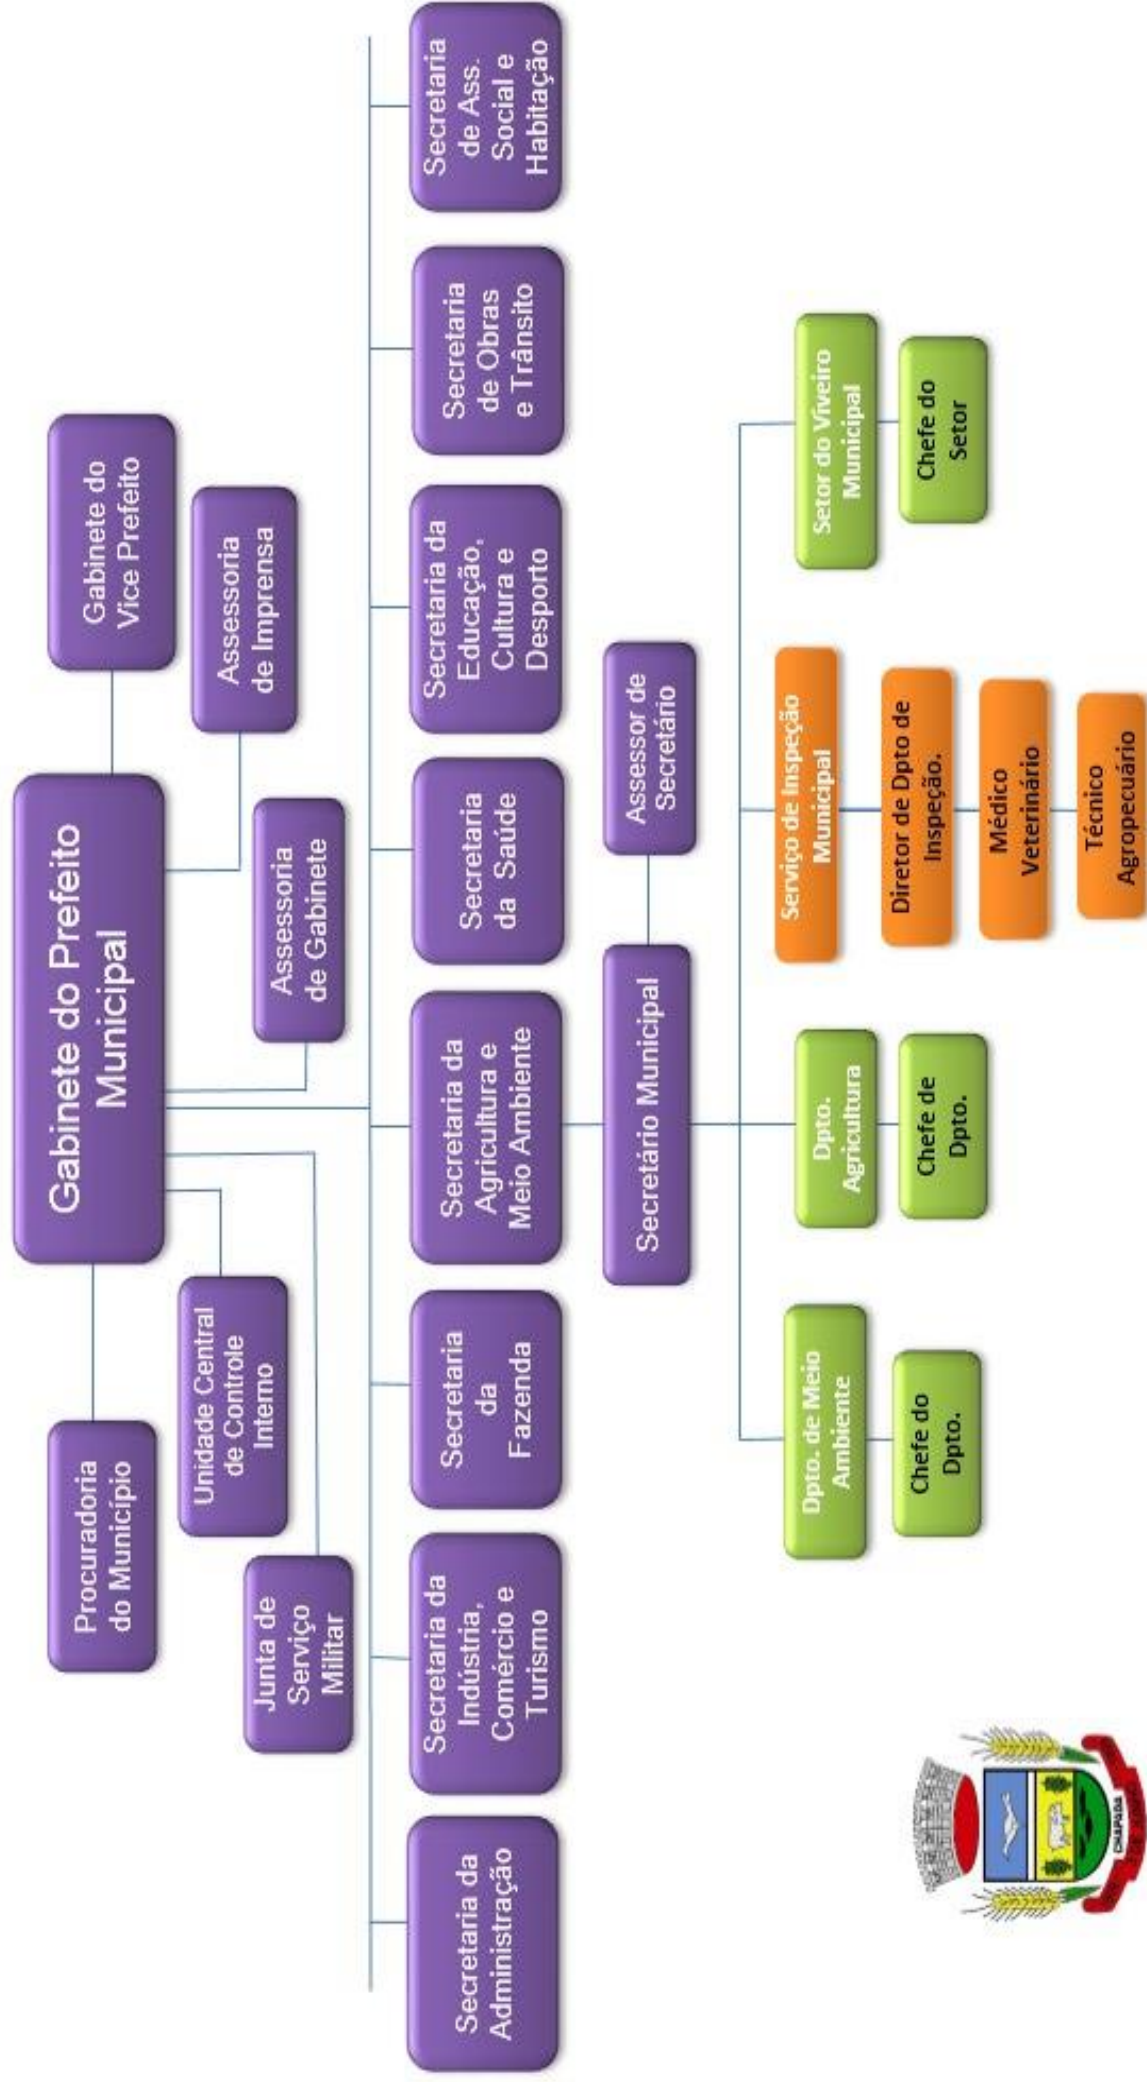 Gabinete do Prefeito
Municipal
Procuradoria
do Município
Gabinete do
Vice Prefeito
Unidade Central
de Controle
Interno
Assessoria
de Imprensa
Junta de
Serviço
Militar
Assessoria
de Gabinete
Secretaria da
Administração
Secretaria da
Indústria,
Comércio e
Turismo
Secretaria
da
Fazenda
Secretaria da
Agricultura e
Meio Ambiente
Secretaria
da Saúde
Secretaria da
Educação,
Cultura e
Desporto
Secretaria
de Obras
e Trânsito
Secretaria
de Ass.
Social e
Habitação
Secretário Municipal
Assessor de
Secretário
Dpto. de Meio
Ambiente
Chefe do
Dpto.
Dpto.
Agricultura
Chefe de
Dpto.
Serviço de Inspeção
Municipal
Diretor de Dpto de
Inspeção.
Médico
Veterinário
Técnico
Agropecuário
Setor do Viveiro
Municipal
Chefe do
Setor
CHAPADA